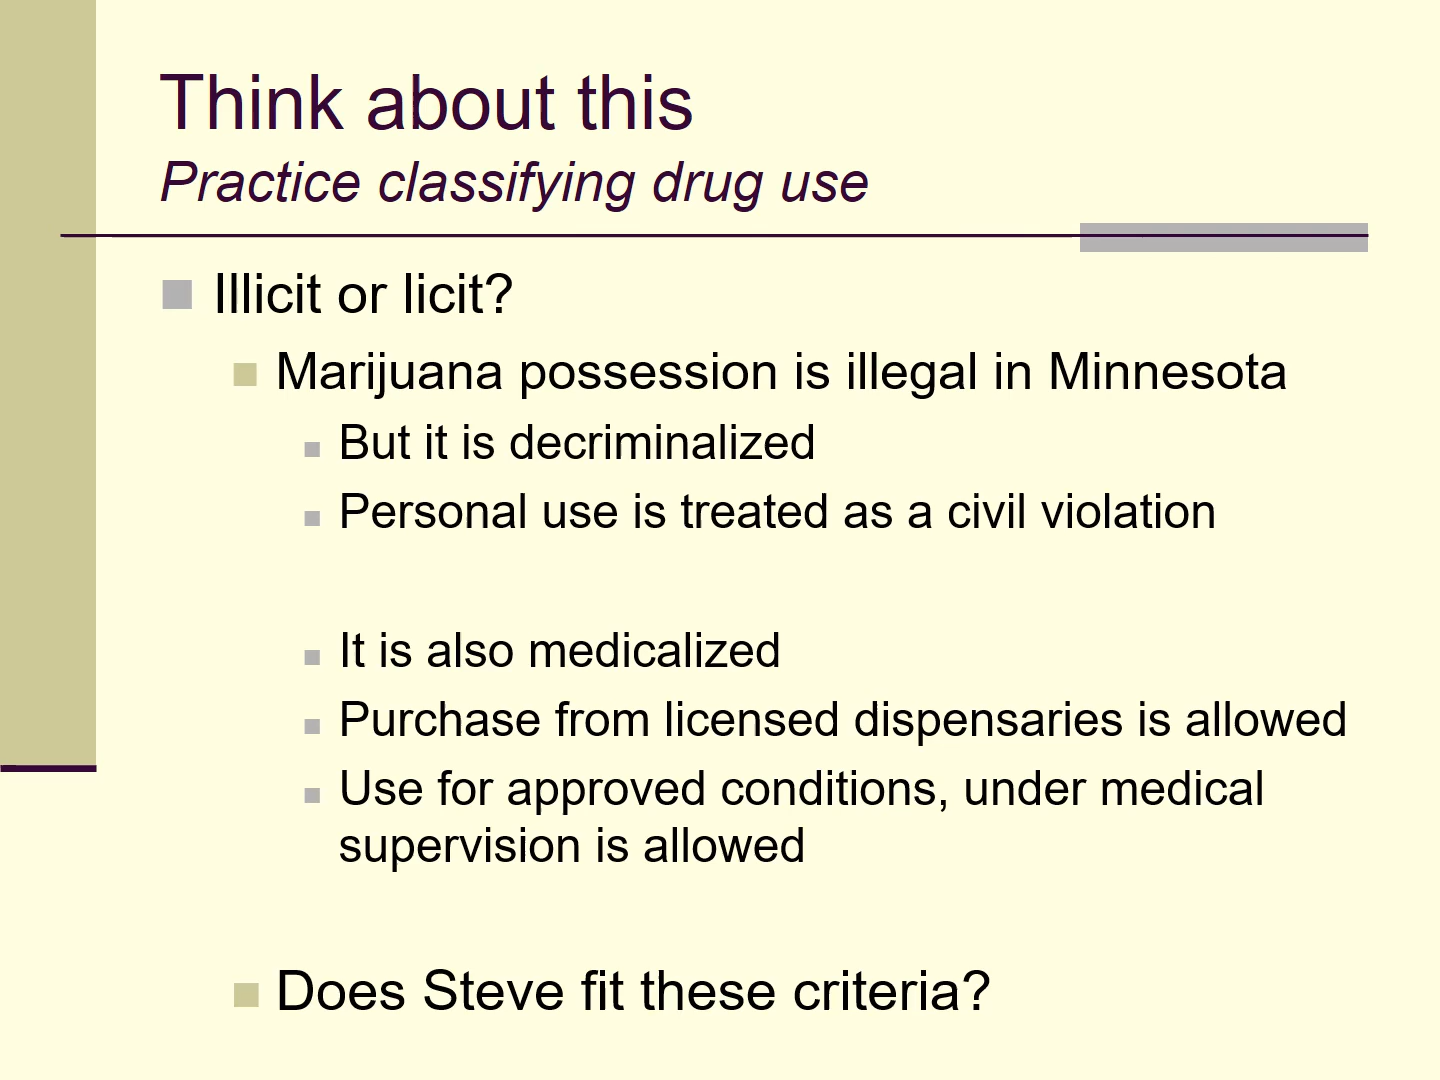 Think about this
Practice classifying drug use
Illicit or licit?
Marijuana possession is illegal in Minnesota
But it is decriminalized
Personal use is treated as a civil violation
It is also medicalized
Purchase from licensed dispensaries is allowed
Use for approved conditions, under medical
supervision is allowed
Does Steve fit these criteria?